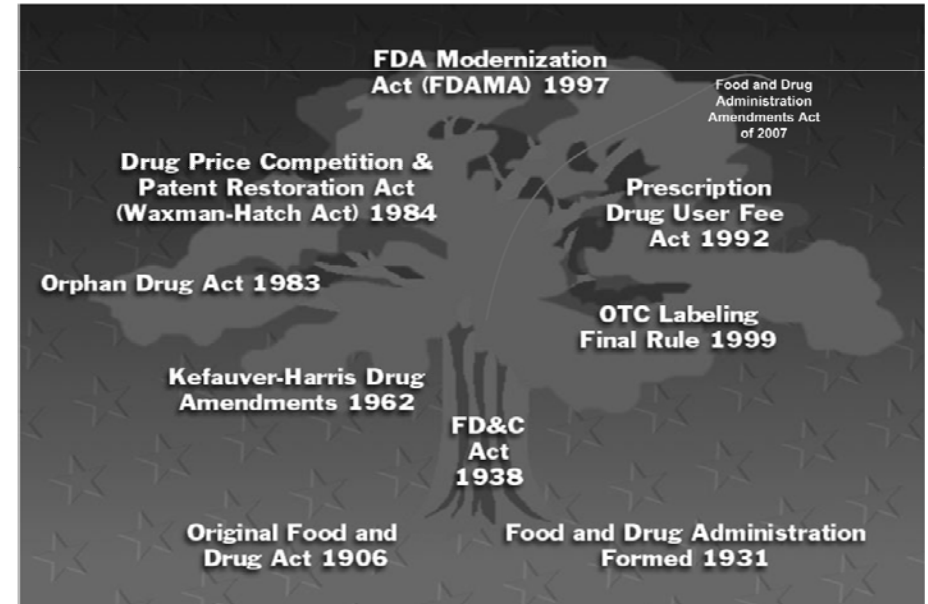 FDA Modernization
Act (FDAMA) 1997
Food and Drug
Administration
Amendments Act
of 2007
Drug Price Competition &
Patent Restoration Act
(Waxman-Hatch Act) 1984
Prescription
Drug User Fee
Act 1992
Orphan Drug Act 1983
OTC Labeling
Final Rule 1999
Kefauver-Harris Drug
Amendments 1962
FD&C
Act
1938
Original Food and
Drug Act 1906
Food and Drug Administration
Formed 1931